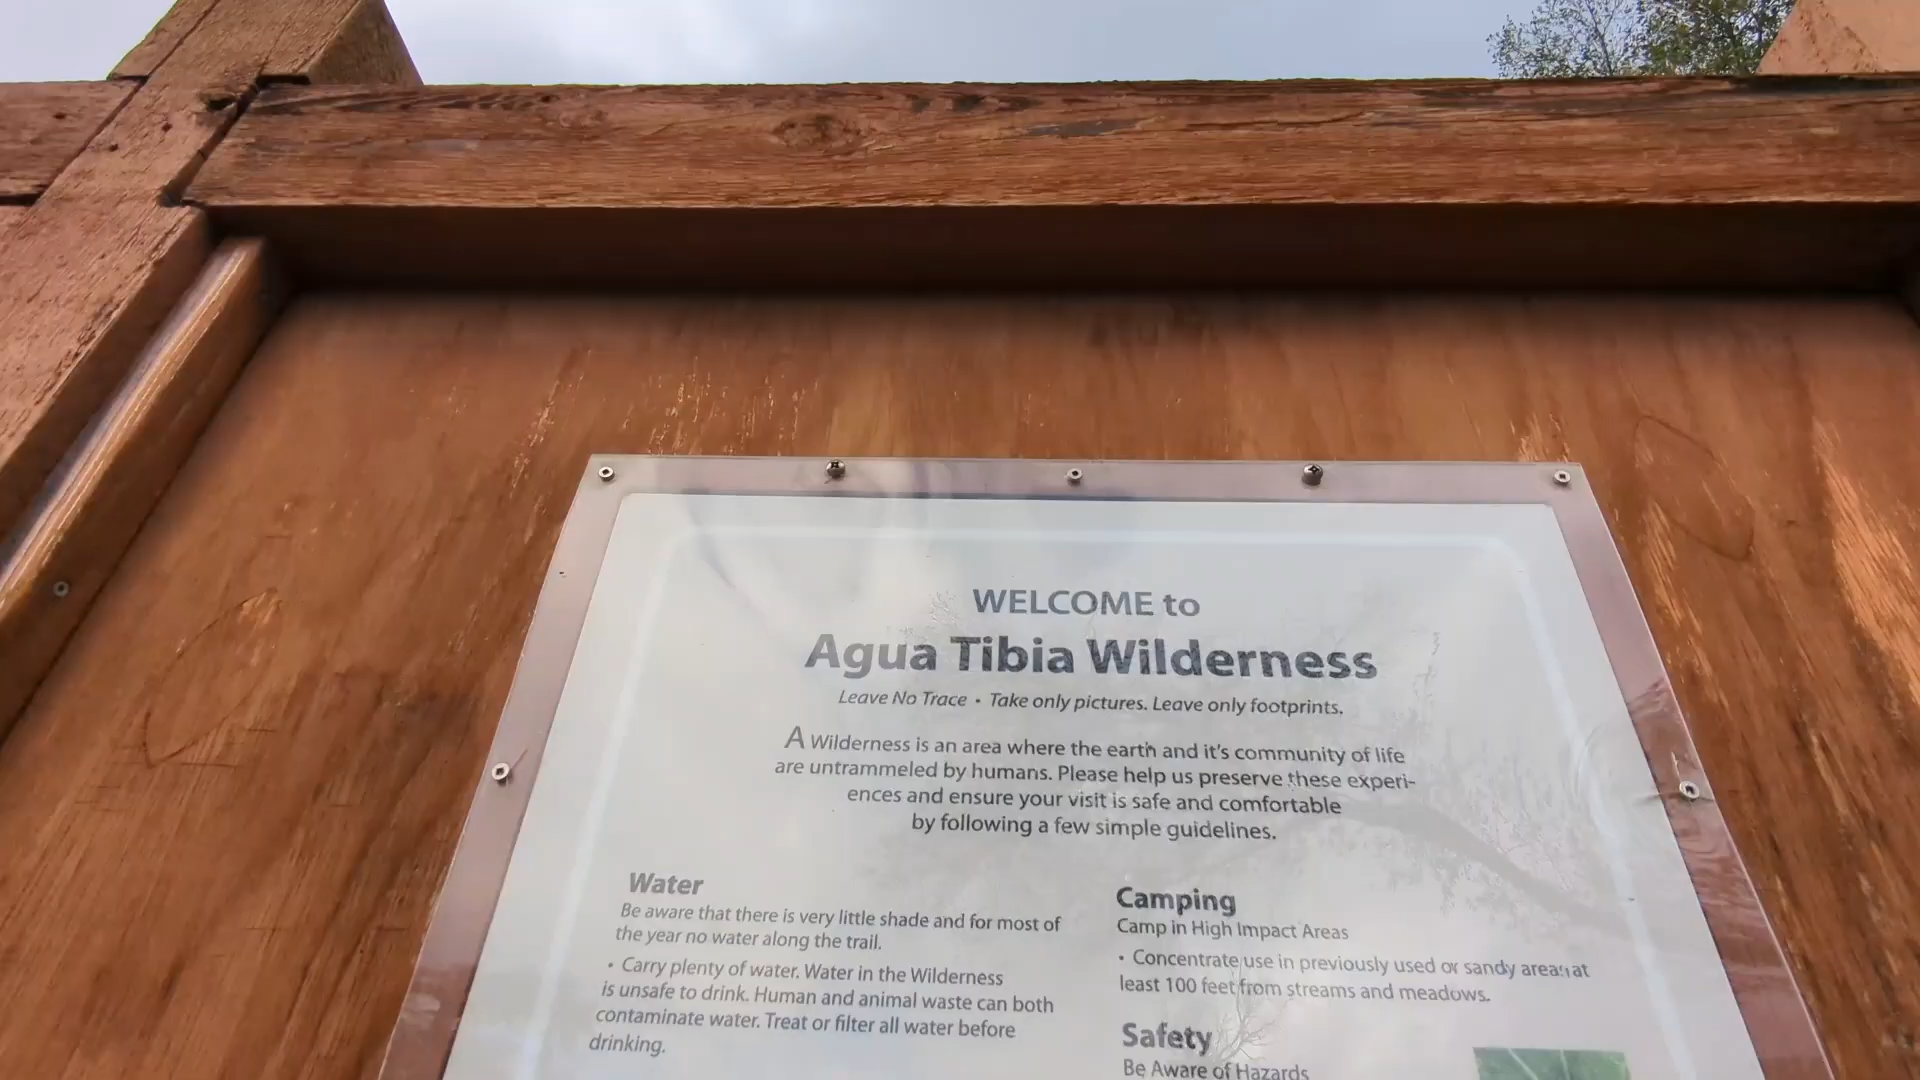 WELCOME to
Agua Tibia Wilderness
Leave No Trace • Take only pictures. Leave only footprints.
A Wilderness is an area where the earth and it's community of life
are untrammeled by humans. Please help us preserve these experi-
ences and ensure your visit is safe and comfortable
by following a few simple guidelines.
Water
Be aware that there is very little shade and for most of
the year no water along the trail.
• Carry plenty of water. Water in the Wilderness
is unsafe to drink. Human and animal waste can both
contaminate water. Treat or filter all water before
drinking.
Camping
Camp in High Impact Areas
• Concentrate use in previously used or sandy areas at
least 100 feet from streams and meadows.
Safety
Be Aware of Hazards